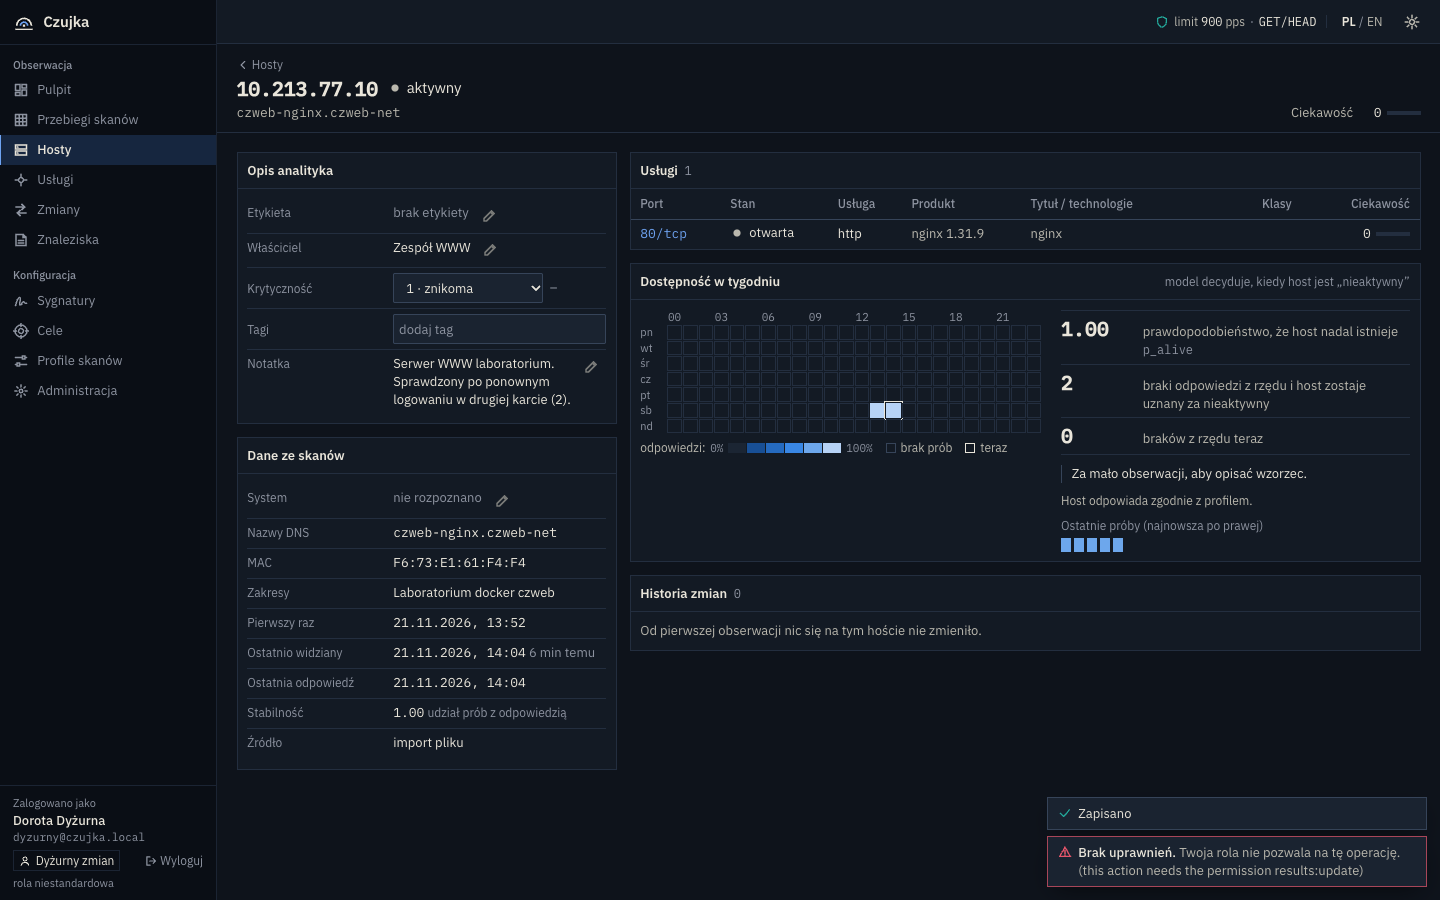 Czujka
limit 900 pps · GET/HEAD
PL / EN
Obserwacja
Pulpit
Przebiegi skanów
Hosty
Usługi
Zmiany
Znaleziska
Konfiguracja
Sygnatury
Cele
Profile skanów
Administracja
Zalogowano jako
Dorota Dyżurna
dyzurny@czujka.local
Dyżurny zmian
Wyloguj
rola niestandardowa
Hosty
10.213.77.10 aktywny
czweb-nginx.czweb-net
Ciekawość 0
Opis analityka
Etykieta brak etykiety
Właściciel Zespół WWW
Krytyczność 1 · znikoma –
Tagi dodaj tag
Notatka Serwer WWW laboratorium.
Sprawdzony po ponownym
logowaniu w drugiej karcie (2).
Dane ze skanów
System nie rozpoznano
Nazwy DNS czweb-nginx.czweb-net
MAC F6:73:E1:61:F4:F4
Zakresy Laboratorium docker czweb
Pierwszy raz 21.11.2026, 13:52
Ostatnio widziany 21.11.2026, 14:04 6 min temu
Ostatnia odpowiedź 21.11.2026, 14:04
Stabilność 1.00 udział prób z odpowiedzią
Źródło import pliku
Usługi 1
Port Stan Usługa Produkt Tytuł / technologie Klasy Ciekawość
80/tcp otwarta http nginx 1.31.9 nginx 0
Dostępność w tygodniu
model decyduje, kiedy host jest „nieaktywny”
00 03 06 09 12 15 18 21
pn
wt
śr
cz
pt
sb
nd
odpowiedzi: 0% 100% brak prób teraz
1.00 prawdopodobieństwo, że host nadal istnieje
p_alive
2 braki odpowiedzi z rzędu i host zostaje
uznany za nieaktywny
0 braków z rzędu teraz
Za mało obserwacji, aby opisać wzorzec.
Host odpowiada zgodnie z profilem.
Ostatnie próby (najnowsza po prawej)
Historia zmian 0
Od pierwszej obserwacji nic się na tym hoście nie zmieniło.
Zapisano
Brak uprawnień. Twoja rola nie pozwala na tę operację.
(this action needs the permission results:update)